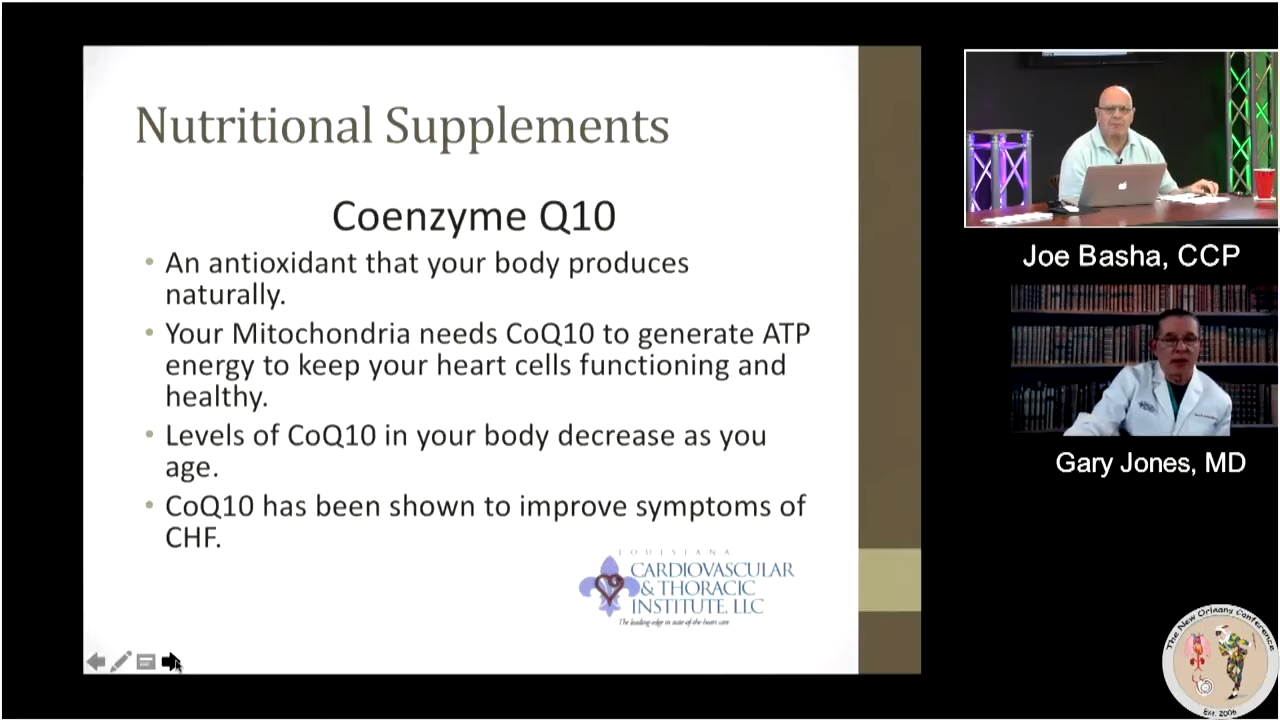 Nutritional Supplements
Coenzyme Q10
• An antioxidant that your body produces
naturally.
• Your Mitochondria needs CoQ10 to generate ATP
energy to keep your heart cells functioning and
healthy.
• Levels of CoQ10 in your body decrease as you
age.
• CoQ10 has been shown to improve symptoms of
CHF.
LOUISIANA
CARDIOVASCULAR
& THORACIC
INSTITUTE, LLC
The leading edge in state-of-the-heart care
Joe Basha, CCP
Gary Jones, MD
The New Orleans Conference
Est. 2006